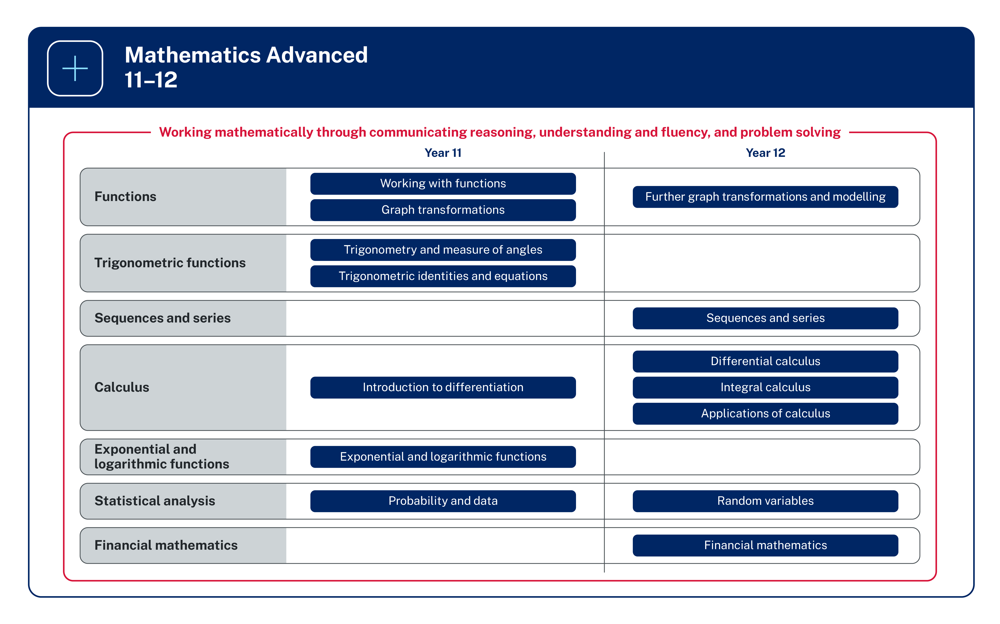 Mathematics Advanced
11–12
Working mathematically through communicating reasoning, understanding and fluency, and problem solving
Year 11
Year 12
Functions
Working with functions
Graph transformations
Further graph transformations and modelling
Trigonometric functions
Trigonometry and measure of angles
Trigonometric identities and equations
Sequences and series
Sequences and series
Calculus
Introduction to differentiation
Differential calculus
Integral calculus
Applications of calculus
Exponential and
logarithmic functions
Exponential and logarithmic functions
Statistical analysis
Probability and data
Random variables
Financial mathematics
Financial mathematics